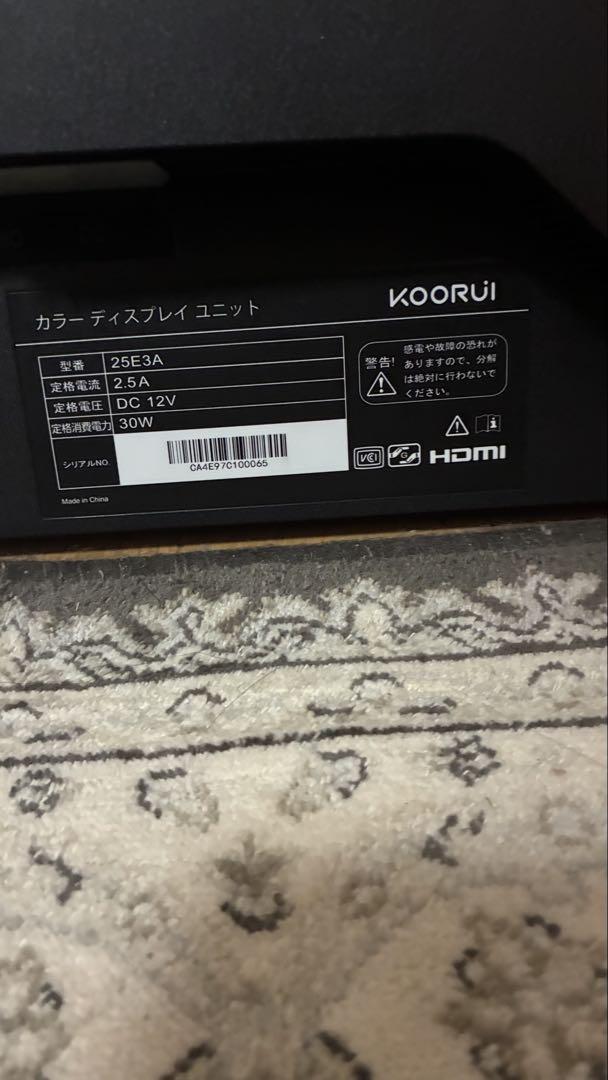 KOORUI
カラー ディスプレイ ユニット
型番 25E3A
定格電流 2.5A
定格電圧 DC 12V
定格消費電力 30W
シリアルNO.
CA4E97C100065
Made in China
警告!
感電や故障の恐れが
ありますので、分解
は絶対に行わないで
ください。
VCI
HDMI